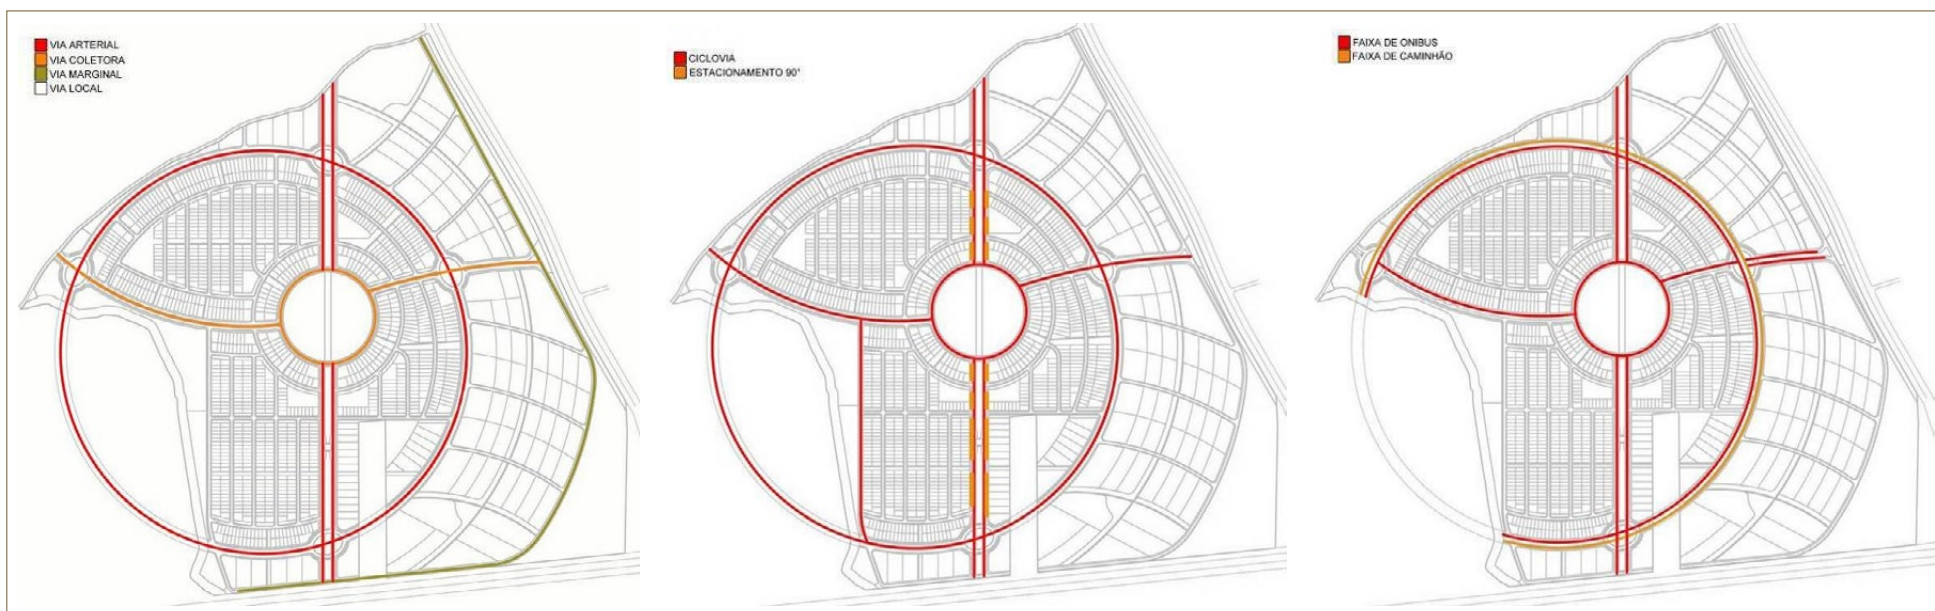 VIA ARTERIAL
VIA COLETORA
VIA MARGINAL
VIA LOCAL
CICLOVIA
ESTACIONAMENTO 90°
FAIXA DE ONIBUS
FAIXA DE CAMINHÃO